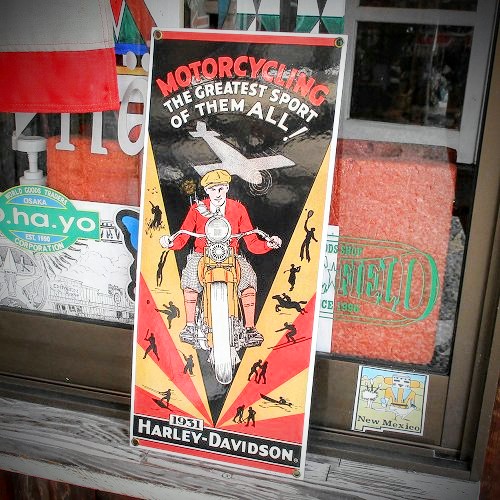 MOTORCYCLING
THE GREATEST SPORT
OF THEM ALL!
1931
HARLEY-DAVIDSON
WORLD GOODS TRADERS
OSAKA
O.ha.yo
EST. 1990
CORPORATION
New Mexico